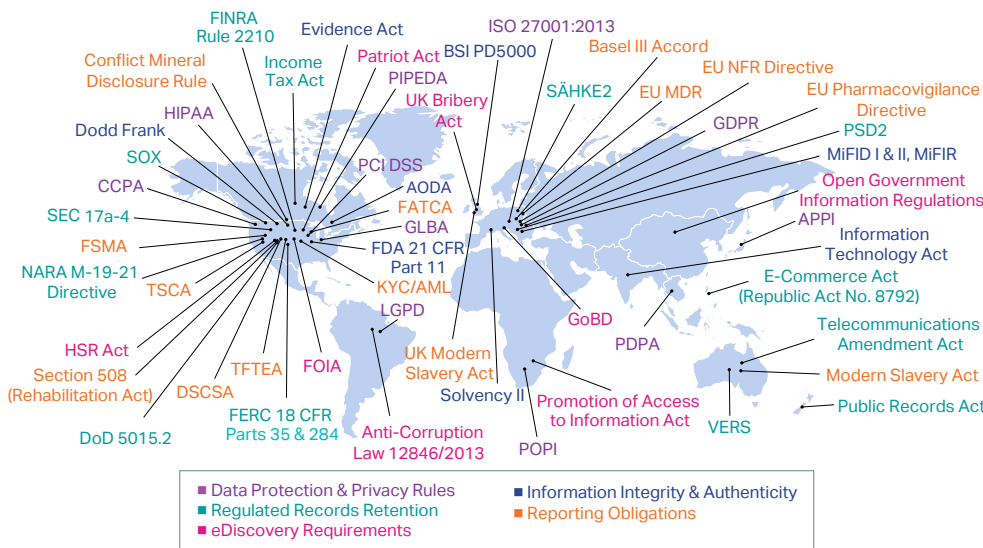 FINRA
Rule 2210
Evidence Act
ISO 27001:2013
BSI PD5000
Basel III Accord
Conflict Mineral
Disclosure Rule
Income
Tax Act
Patriot Act
PIPEDA
UK Bribery
Act
SÄHKE2
EU MDR
EU NFR Directive
EU Pharmacovigilance
Directive
HIPAA
Dodd Frank
SOX
CCPA
SEC 17a-4
FSMA
NARA M-19-21
Directive
TSCA
HSR Act
Section 508
(Rehabilitation Act)
DoD 5015.2
DSCSA
TFTEA
FERC 18 CFR
Parts 35 & 284
FOIA
PCI DSS
AODA
FATCA
GLBA
FDA 21 CFR
Part 11
KYC/AML
LGPD
Anti-Corruption
Law 12846/2013
UK Modern
Slavery Act
Solvency II
GoBD
Promotion of Access
to Information Act
POPI
GDPR
PSD2
MiFID I & II, MiFIR
Open Government
Information Regulations
APPI
Information
Technology Act
E-Commerce Act
(Republic Act No. 8792)
PDPA
Telecommunications
Amendment Act
Modern Slavery Act
Public Records Act
VERS
Data Protection & Privacy Rules
Regulated Records Retention
eDiscovery Requirements
Information Integrity & Authenticity
Reporting Obligations